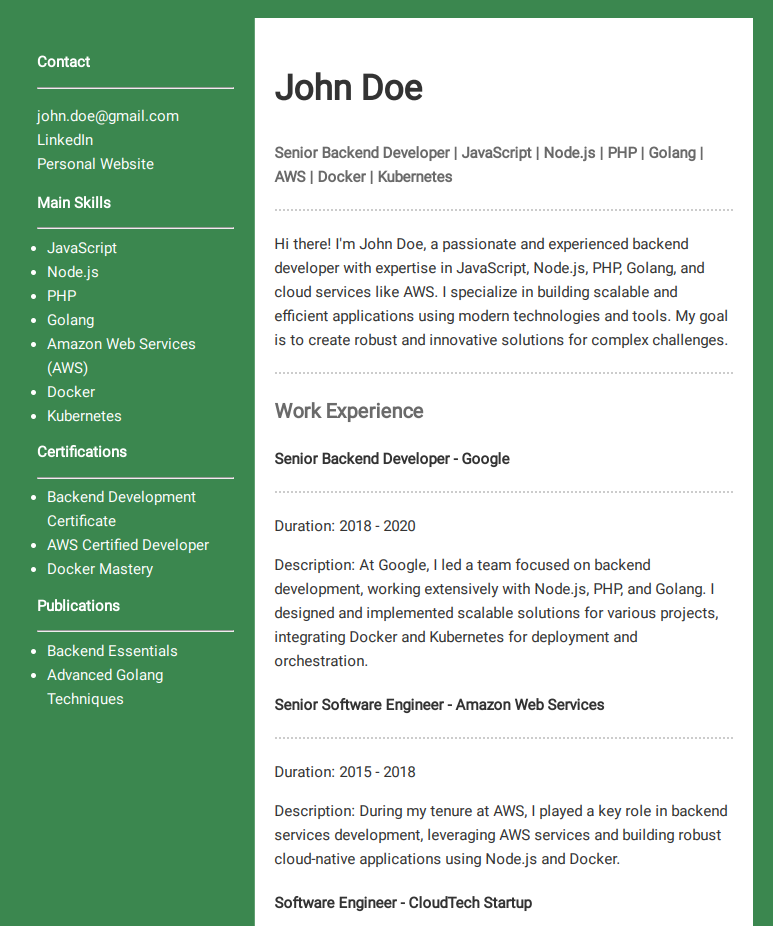 Contact
john.doe@gmail.com
LinkedIn
Personal Website
Main Skills
• JavaScript
• Node.js
• PHP
• Golang
• Amazon Web Services
(AWS)
• Docker
• Kubernetes
Certifications
• Backend Development
Certificate
• AWS Certified Developer
• Docker Mastery
Publications
• Backend Essentials
• Advanced Golang
Techniques
John Doe
Senior Backend Developer | JavaScript | Node.js | PHP | Golang |
AWS | Docker | Kubernetes
Hi there! I'm John Doe, a passionate and experienced backend
developer with expertise in JavaScript, Node.js, PHP, Golang, and
cloud services like AWS. I specialize in building scalable and
efficient applications using modern technologies and tools. My goal
is to create robust and innovative solutions for complex challenges.
Work Experience
Senior Backend Developer - Google
Duration: 2018 - 2020
Description: At Google, I led a team focused on backend
development, working extensively with Node.js, PHP, and Golang. I
designed and implemented scalable solutions for various projects,
integrating Docker and Kubernetes for deployment and
orchestration.
Senior Software Engineer - Amazon Web Services
Duration: 2015 - 2018
Description: During my tenure at AWS, I played a key role in backend
services development, leveraging AWS services and building robust
cloud-native applications using Node.js and Docker.
Software Engineer - CloudTech Startup